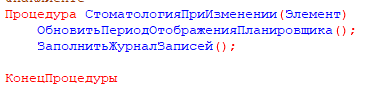 Процедура СтоматологияПриИзменении(Элемент)
ОбновитьПериодОтображенияПланировщика();
ЗаполнитьЖурналЗаписей();
КонецПроцедуры